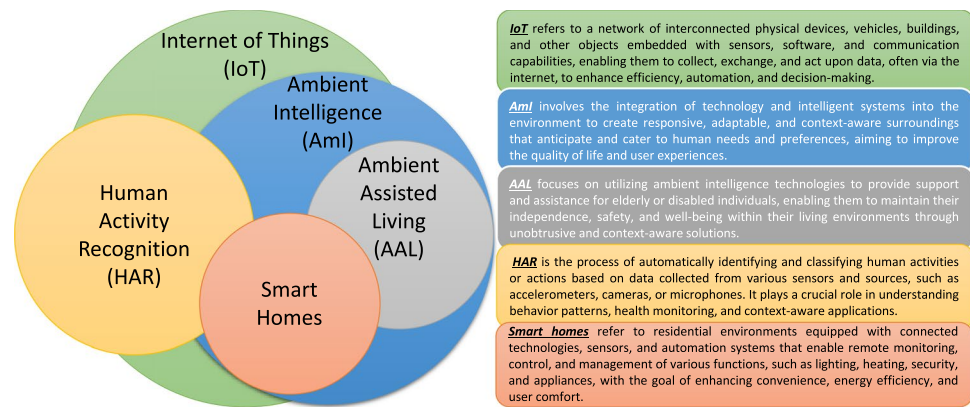 Internet of Things
(IoT)
Ambient
Intelligence
(AmI)
Ambient
Assisted
Living
(AAL)
Human
Activity
Recognition
(HAR)
Smart
Homes
IoT refers to a network of interconnected physical devices, vehicles, buildings,
and other objects embedded with sensors, software, and communication
capabilities, enabling them to collect, exchange, and act upon data, often via the
internet, to enhance efficiency, automation, and decision-making.
AmI involves the integration of technology and intelligent systems into the
environment to create responsive, adaptable, and context-aware surroundings
that anticipate and cater to human needs and preferences, aiming to improve
the quality of life and user experiences.
AAL focuses on utilizing ambient intelligence technologies to provide support
and assistance for elderly or disabled individuals, enabling them to maintain their
independence, safety, and well-being within their living environments through
unobtrusive and context-aware solutions.
HAR is the process of automatically identifying and classifying human activities
or actions based on data collected from various sensors and sources, such as
accelerometers, cameras, or microphones. It plays a crucial role in understanding
behavior patterns, health monitoring, and context-aware applications.
Smart homes refer to residential environments equipped with connected
technologies, sensors, and automation systems that enable remote monitoring,
control, and management of various functions, such as lighting, heating, security,
and appliances, with the goal of enhancing convenience, energy efficiency, and
user comfort.